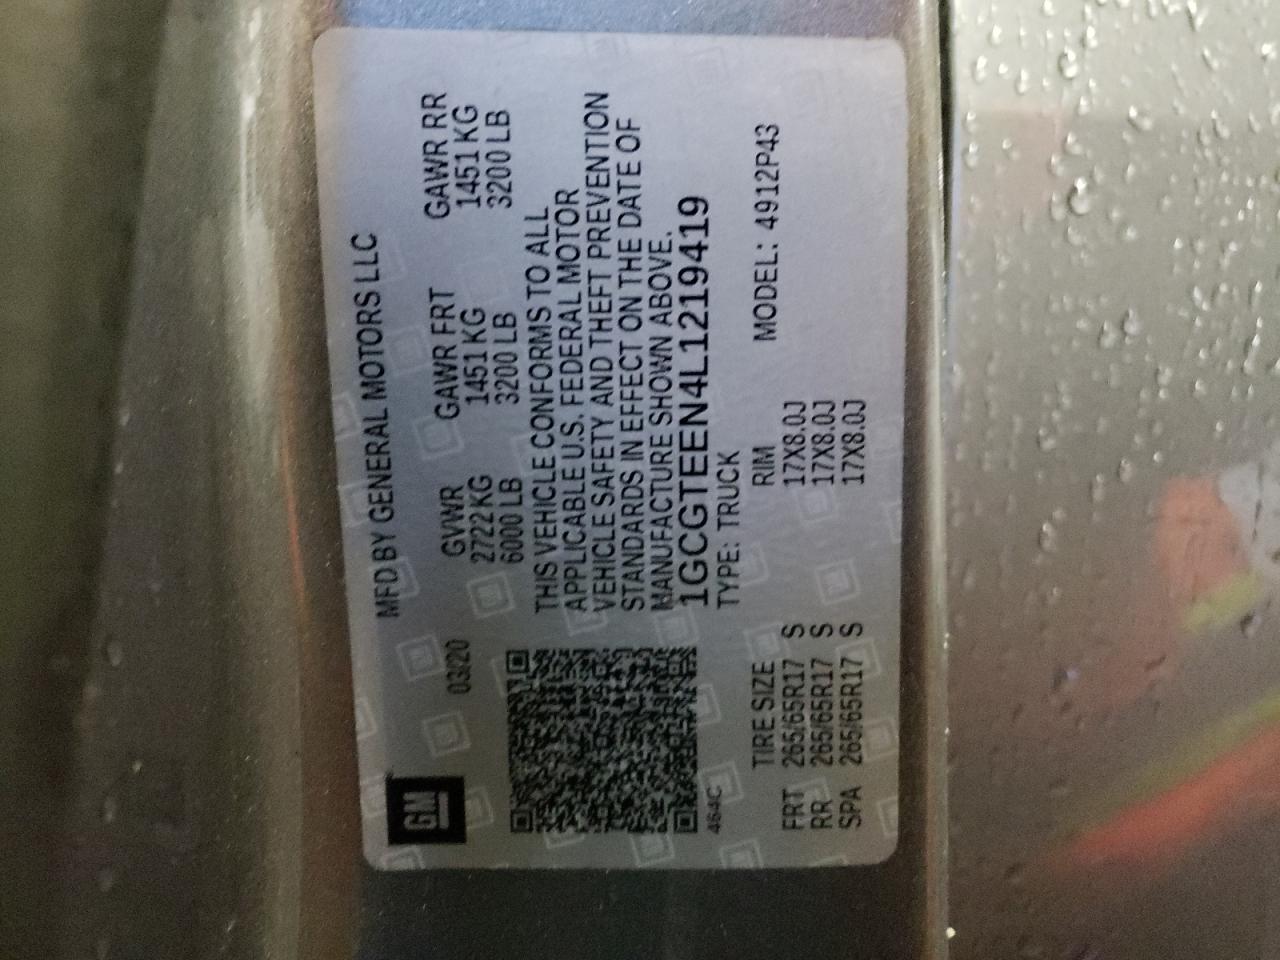 GM
MFD BY GENERAL MOTORS LLC
03/20
GVWR GAWR FRT GAWR RR
2722 KG 1451 KG 1451 KG
6000 LB 3200 LB 3200 LB
THIS VEHICLE CONFORMS TO ALL
APPLICABLE U.S. FEDERAL MOTOR
VEHICLE SAFETY AND THEFT PREVENTION
STANDARDS IN EFFECT ON THE DATE OF
MANUFACTURE SHOWN ABOVE.
1GCGTEEN4L1219419
464C TYPE: TRUCK
TIRE SIZE RIM MODEL: 4912P43
FRT 265/65R17 S 17X8.0J
RR 265/65R17 S 17X8.0J
SPA 265/65R17 S 17X8.0J